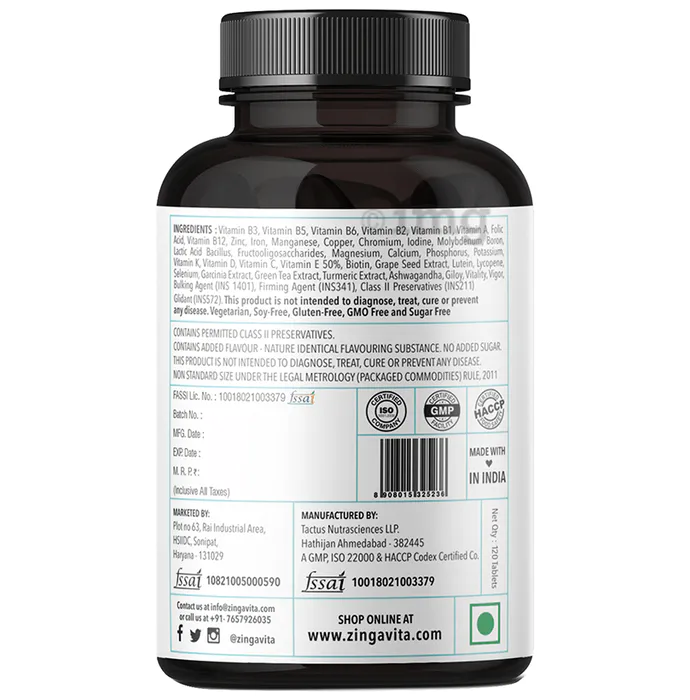 ©1mg
INGREDIENTS : Vitamin B3, Vitamin B5, Vitamin B6, Vitamin B2, Vitamin B1, Vitamin A, Folic
Acid, Vitamin B12, Zinc, Iron, Manganese, Copper, Chromium, Iodine, Molybdenum, Boron,
Lactic Acid Bacillus, Fructooligosaccharides, Magnesium, Calcium, Phosphorus, Potassium,
Vitamin K, Vitamin D, Vitamin C, Vitamin E 50%, Biotin, Grape Seed Extract, Lutein, Lycopene,
Selenium, Garcinia Extract, Green Tea Extract, Turmeric Extract, Ashwagandha, Giloy, Vitality, Vigor,
Bulking Agent (INS 1401), Firming Agent (INS341), Class II Preservatives (INS211)
Glidant (INS572). This product is not intended to diagnose, treat, cure or prevent
any disease. Vegetarian, Soy-Free, Gluten-Free, GMO Free and Sugar Free
CONTAINS PERMITTED CLASS II PRESERVATIVES.
CONTAINS ADDED FLAVOUR - NATURE IDENTICAL FLAVOURING SUBSTANCE. NO ADDED SUGAR.
THIS PRODUCT IS NOT INTENDED TO DIAGNOSE, TREAT, CURE OR PREVENT ANY DISEASE.
NON STANDARD SIZE UNDER THE LEGAL METROLOGY (PACKAGED COMMODITIES) RULE, 2011
FASSI Lic. No. : 10018021003379 fssai
Batch No. :
MFG. Date :
EXP. Date :
M. R. P. ₹:
(Inclusive All Taxes)
CERTIFIED
ISO
COMPANY
CERTIFIED
GMP
FACILITY
HACCP
8 908015 325236
MADE WITH
♥
IN INDIA
MARKETED BY:
Plot no 63, Rai Industrial Area,
HSIIDC, Sonipat,
Haryana - 131029
fssai 10821005000590
MANUFACTURED BY:
Tactus Nutrasciences LLP.
Hathijan Ahmedabad - 382445
A GMP, ISO 22000 & HACCP Codex Certified Co.
fssai 10018021003379
Net Qty : 120 Tablets
Contact us at info@zingavita.com
or call us at +91- 7657926035
@zingavita
SHOP ONLINE AT
www.zingavita.com